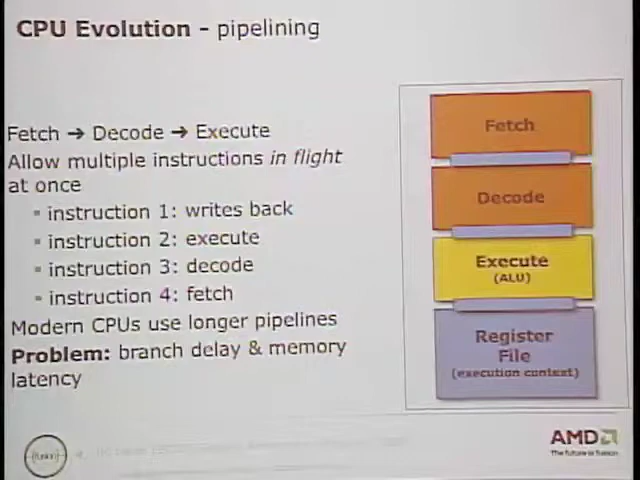 CPU Evolution - pipelining
Fetch → Decode → Execute
Allow multiple instructions in flight
at once
▪ instruction 1: writes back
▪ instruction 2: execute
▪ instruction 3: decode
▪ instruction 4: fetch
Modern CPUs use longer pipelines
Problem: branch delay & memory
latency
Fetch
Decode
Execute
(ALU)
Register
File
(execution context)
fusion
AMD
The future is fusion